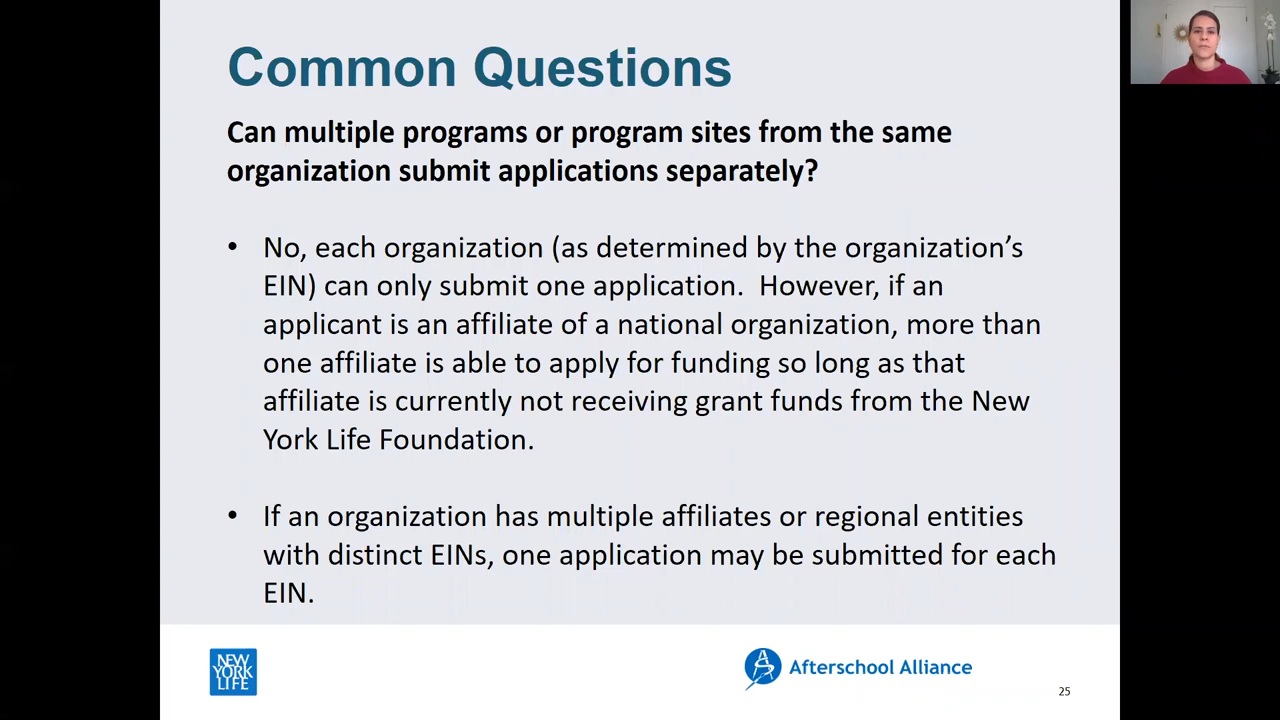 Common Questions
Can multiple programs or program sites from the same
organization submit applications separately?
• No, each organization (as determined by the organization’s
EIN) can only submit one application.  However, if an
applicant is an affiliate of a national organization, more than
one affiliate is able to apply for funding so long as that
affiliate is currently not receiving grant funds from the New
York Life Foundation.
• If an organization has multiple affiliates or regional entities
with distinct EINs, one application may be submitted for each
EIN.
NEW
YORK
LIFE
Afterschool Alliance
25